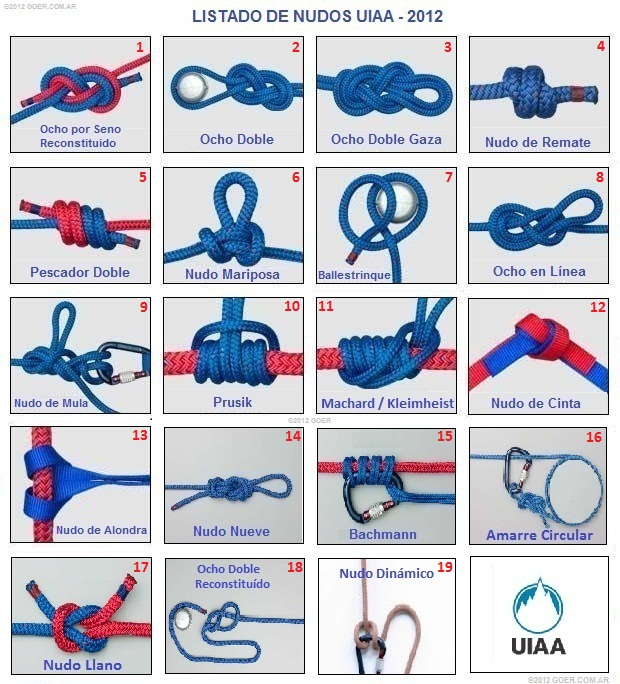 ©2012 GOER.COM.AR
LISTADO DE NUDOS UIAA - 2012
1
Ocho por Seno
Reconstituido
2
Ocho Doble
3
Ocho Doble Gaza
4
Nudo de Remate
5
Pescador Doble
6
Nudo Mariposa
7
Ballestrinque
8
Ocho en Línea
9
Nudo de Mula
10
Prusik
11
Machard / Kleimheist
12
Nudo de Cinta
©2012 GOER
13
Nudo de Alondra
14
Nudo Nueve
15
Bachmann
16
Amarre Circular
17
Nudo Llano
Ocho Doble 18
Reconstituído
Nudo Dinámico 19
UIAA
©2012 GOER.COM.AR